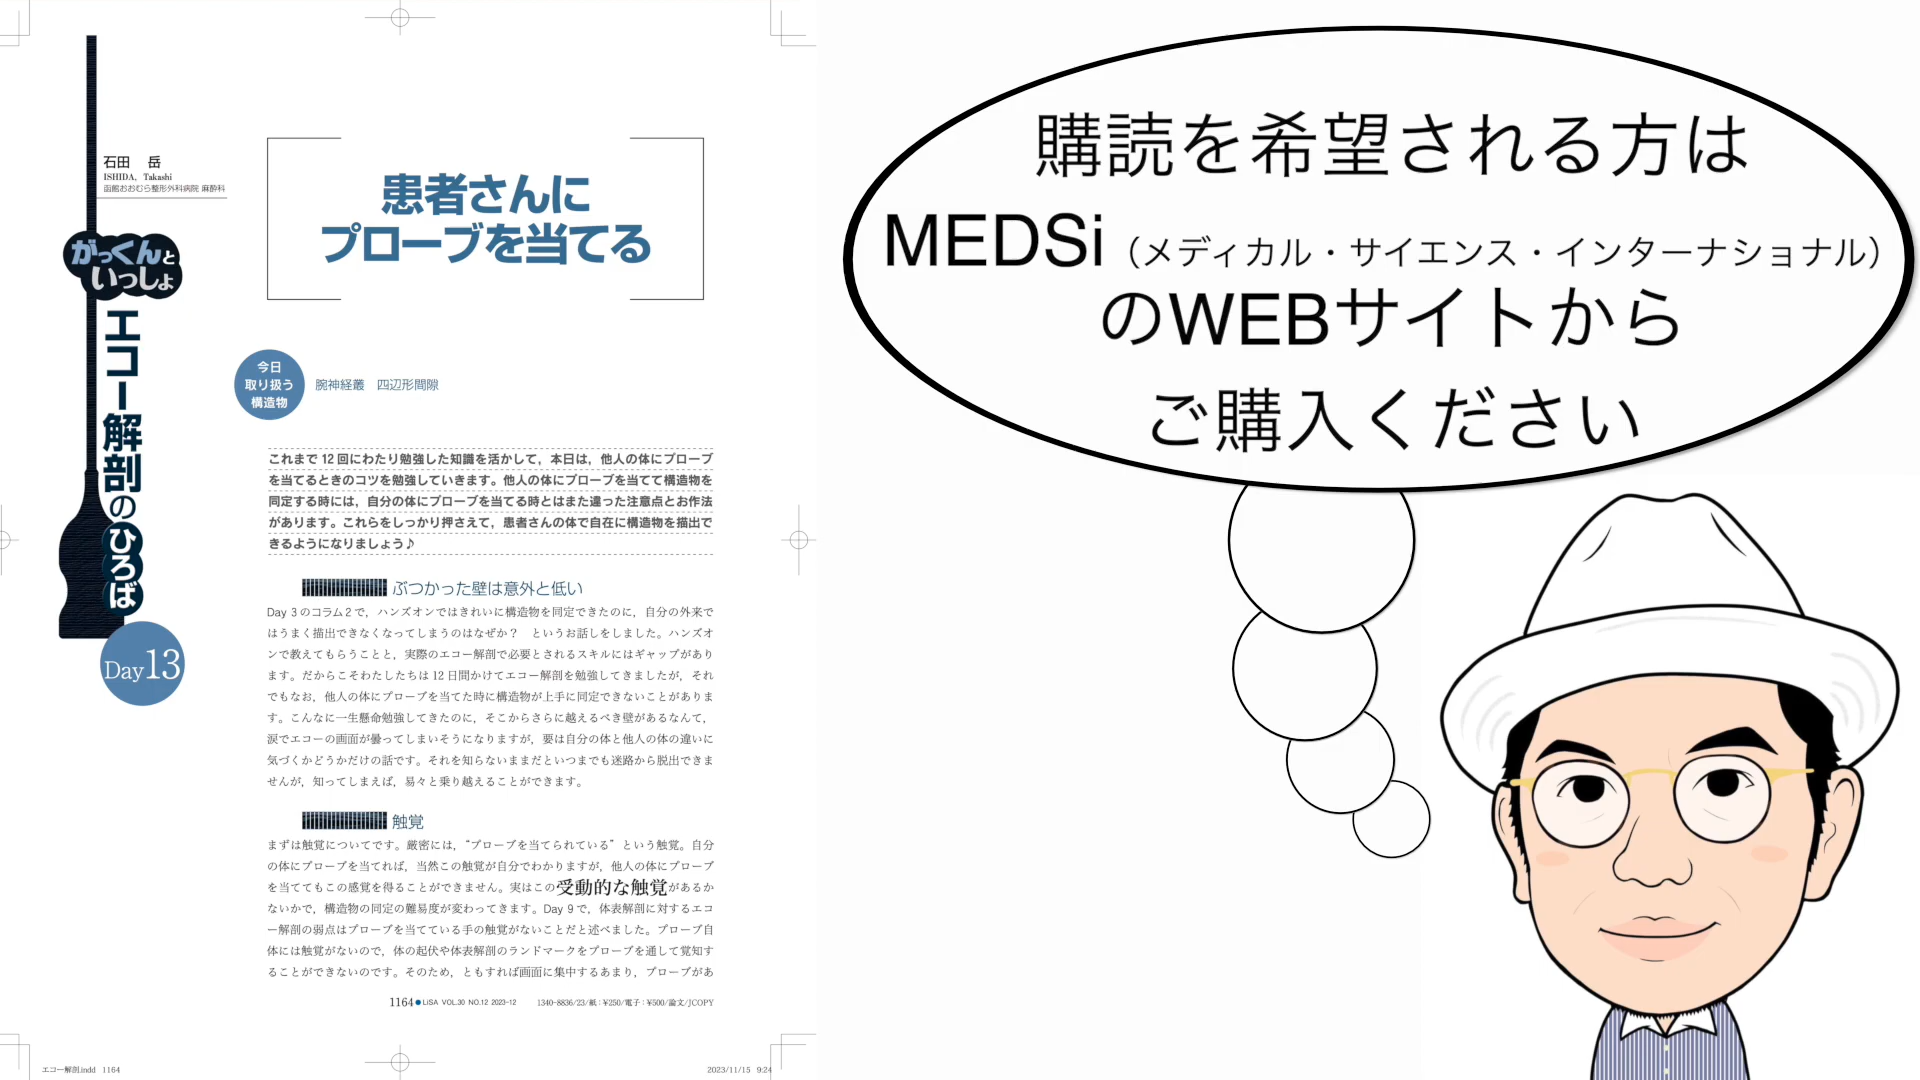 石田　岳
ISHIDA, Takashi
函館おおむら整形外科病院 麻酔科
がっくんと
いっしょ
エコー解剖のひろば
Day13
患者さんに
プローブを当てる
今日
取り扱う
構造物
腕神経叢　四辺形間隙
これまで12回にわたり勉強した知識を活かして，本日は，他人の体にプローブ
を当てるときのコツを勉強していきます。他人の体にプローブを当てて構造物を
同定する時には，自分の体にプローブを当てる時とはまた違った注意点とお作法
があります。これらをしっかり押さえて，患者さんの体で自在に構造物を描出で
きるようになりましょう♪
ぶつかった壁は意外と低い
Day 3のコラム2で，ハンズオンではきれいに構造物を同定できたのに，自分の外来で
はうまく描出できなくなってしまうのはなぜか？　というお話しをしました。ハンズオ
ンで教えてもらうことと，実際のエコー解剖で必要とされるスキルにはギャップがあり
ます。だからこそわたしたちは12日間かけてエコー解剖を勉強してきましたが，それ
でもなお，他人の体にプローブを当てた時に構造物が上手に同定できないことがありま
す。こんなに一生懸命勉強してきたのに，そこからさらに越えるべき壁があるなんて，
涙でエコーの画面が曇ってしまいそうになりますが，要は自分の体と他人の体の違いに
気づくかどうかだけの話です。それを知らないままだといつまでも迷路から脱出できま
せんが，知ってしまえば，易々と乗り越えることができます。
触覚
まずは触覚についてです。厳密には，“プローブを当てられている”という触覚。自分
の体にプローブを当てれば，当然この触覚が自分でわかりますが，他人の体にプローブ
を当ててもこの感覚を得ることができません。実はこの受動的な触覚があるか
ないかで，構造物の同定の難易度が変わってきます。Day 9で，体表解剖に対するエコ
ー解剖の弱点はプローブを当てている手の触覚がないことだと述べました。プローブ自
体には触覚がないので，体の起伏や体表解剖のランドマークをプローブを通して覚知す
ることができないのです。そのため，ともすれば画面に集中するあまり，プローブがあ
1164●LiSA VOL.30 NO.12 2023-12　1340-8836/23/紙：¥250/電子：¥500/論文/JCOPY
エコー解剖.indd 1164
2023/11/15 9:24
購読を希望される方は
MEDSi（メディカル・サイエンス・インターナショナル）
のWEBサイトから
ご購入ください